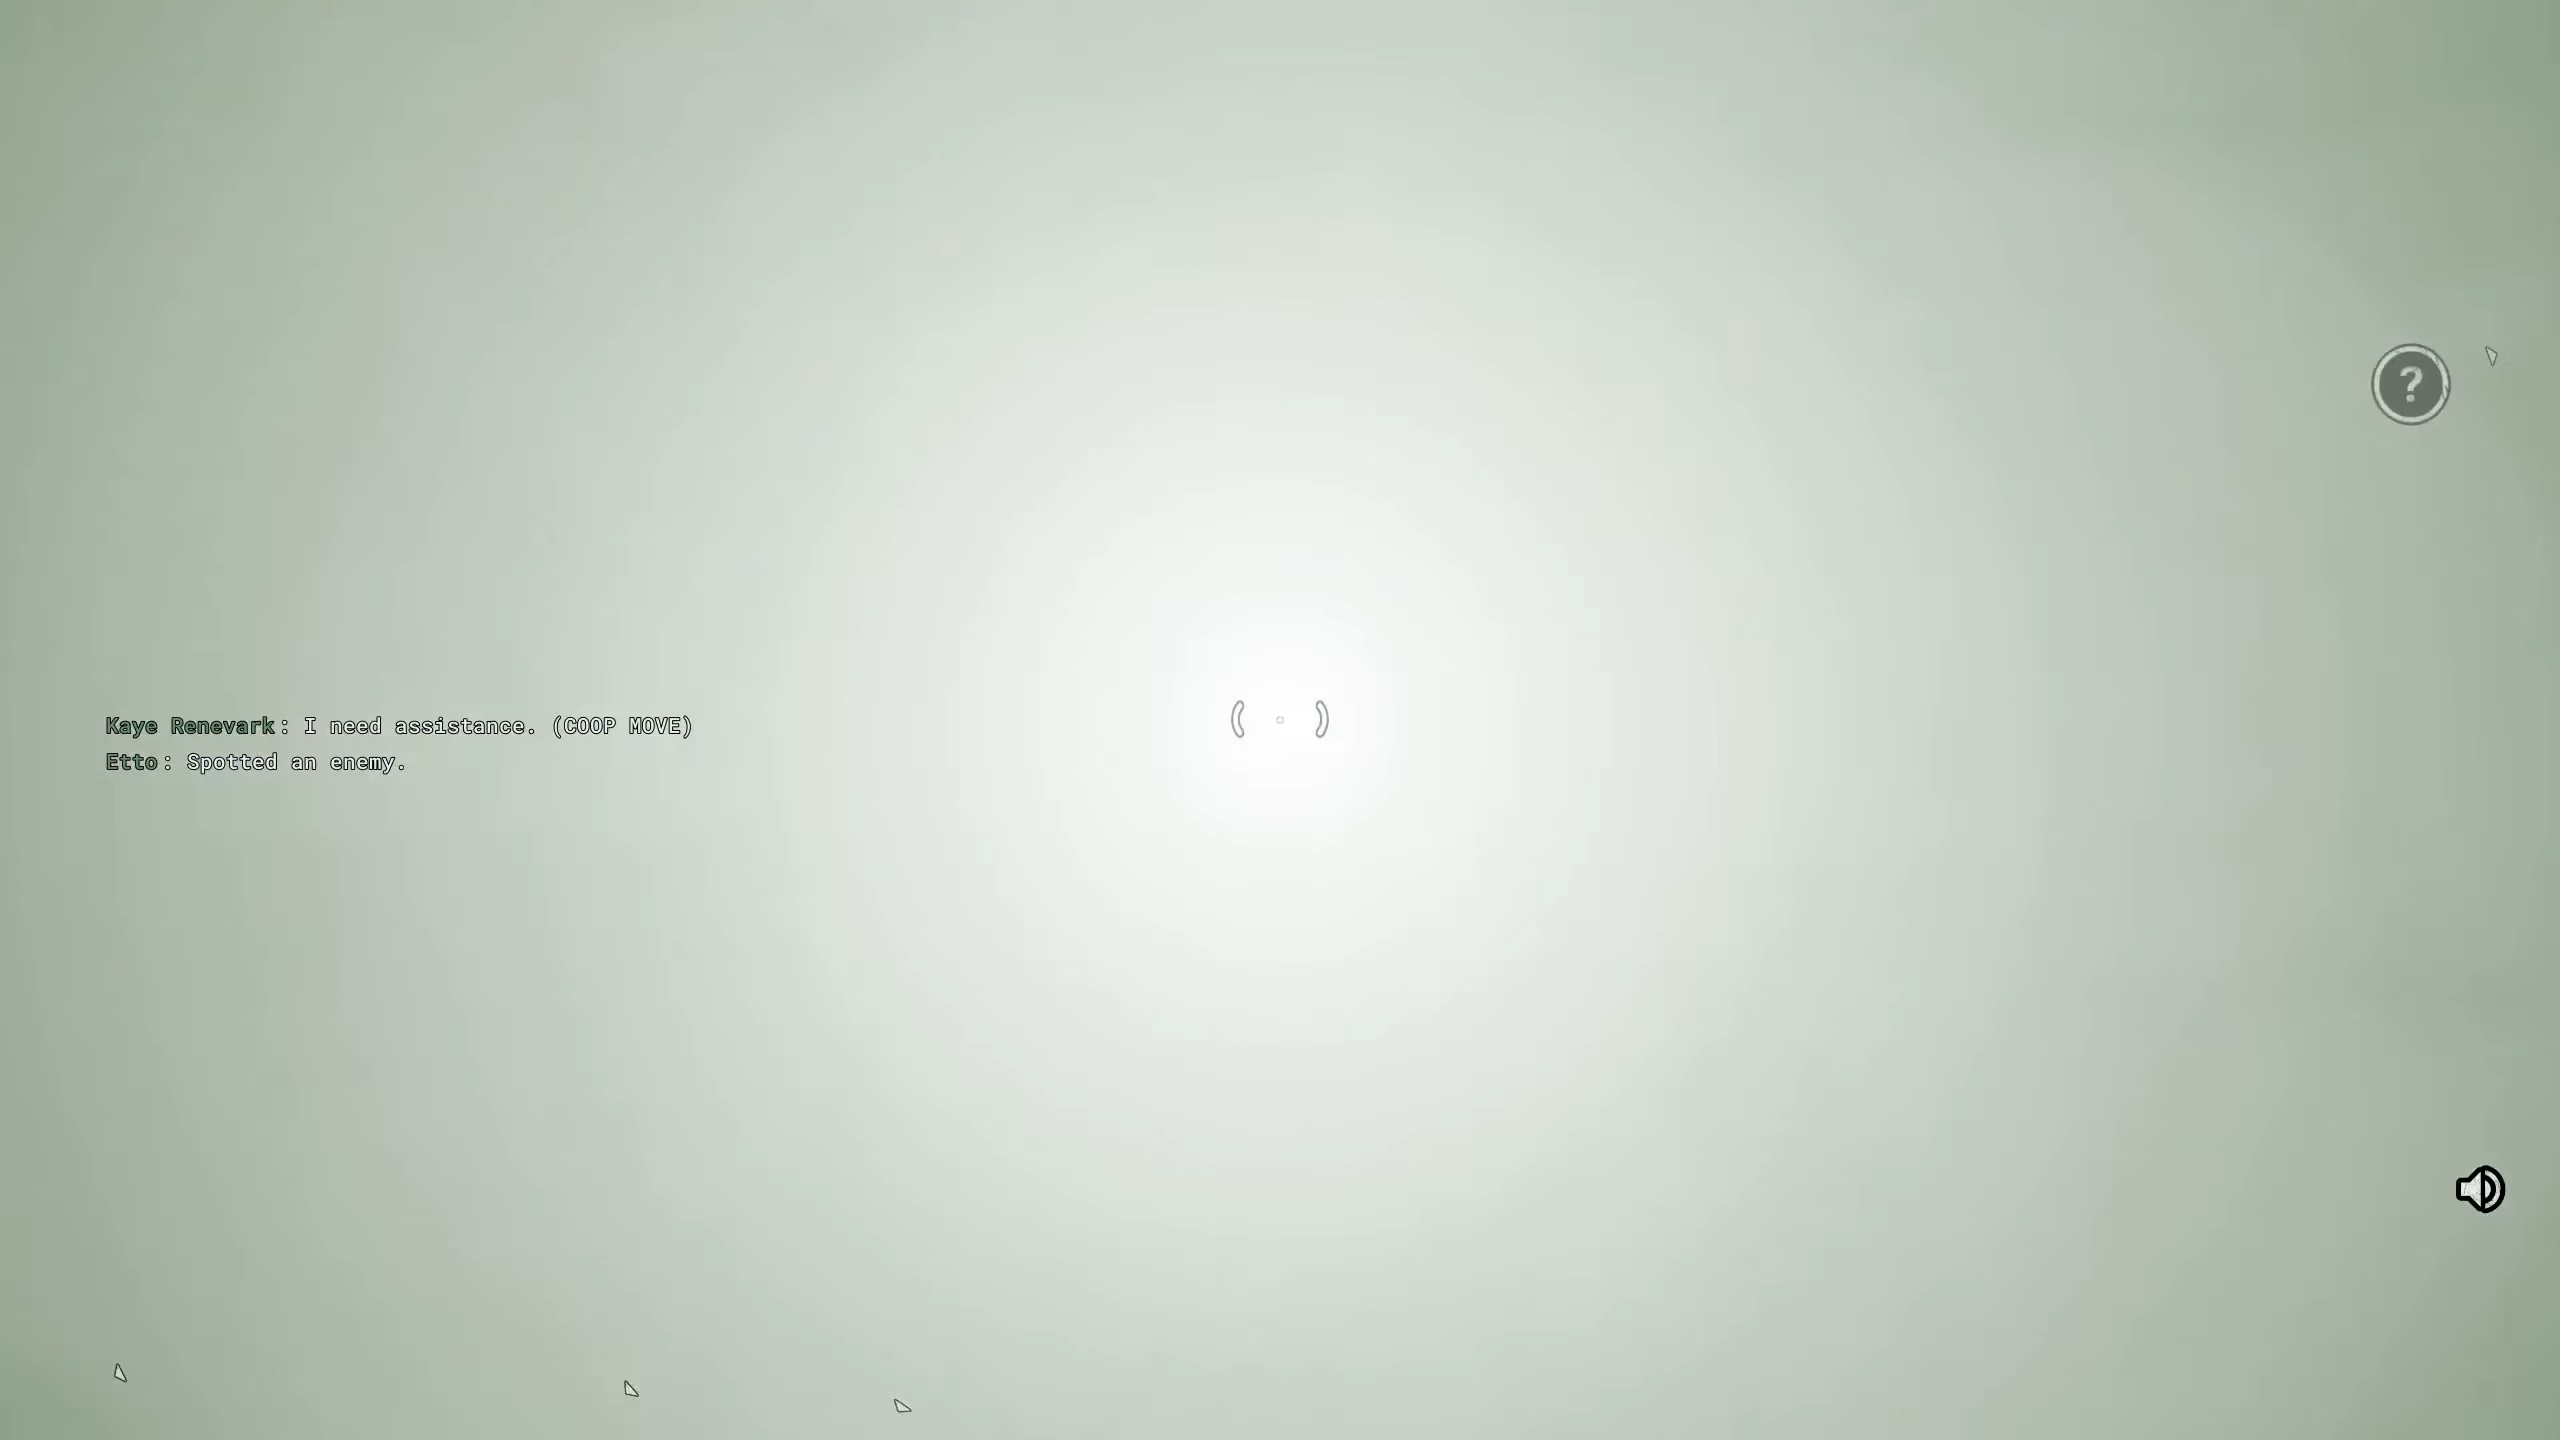 ?
Kaye Renevark: I need assistance. (COOP MOVE)
Etto: Spotted an enemy.